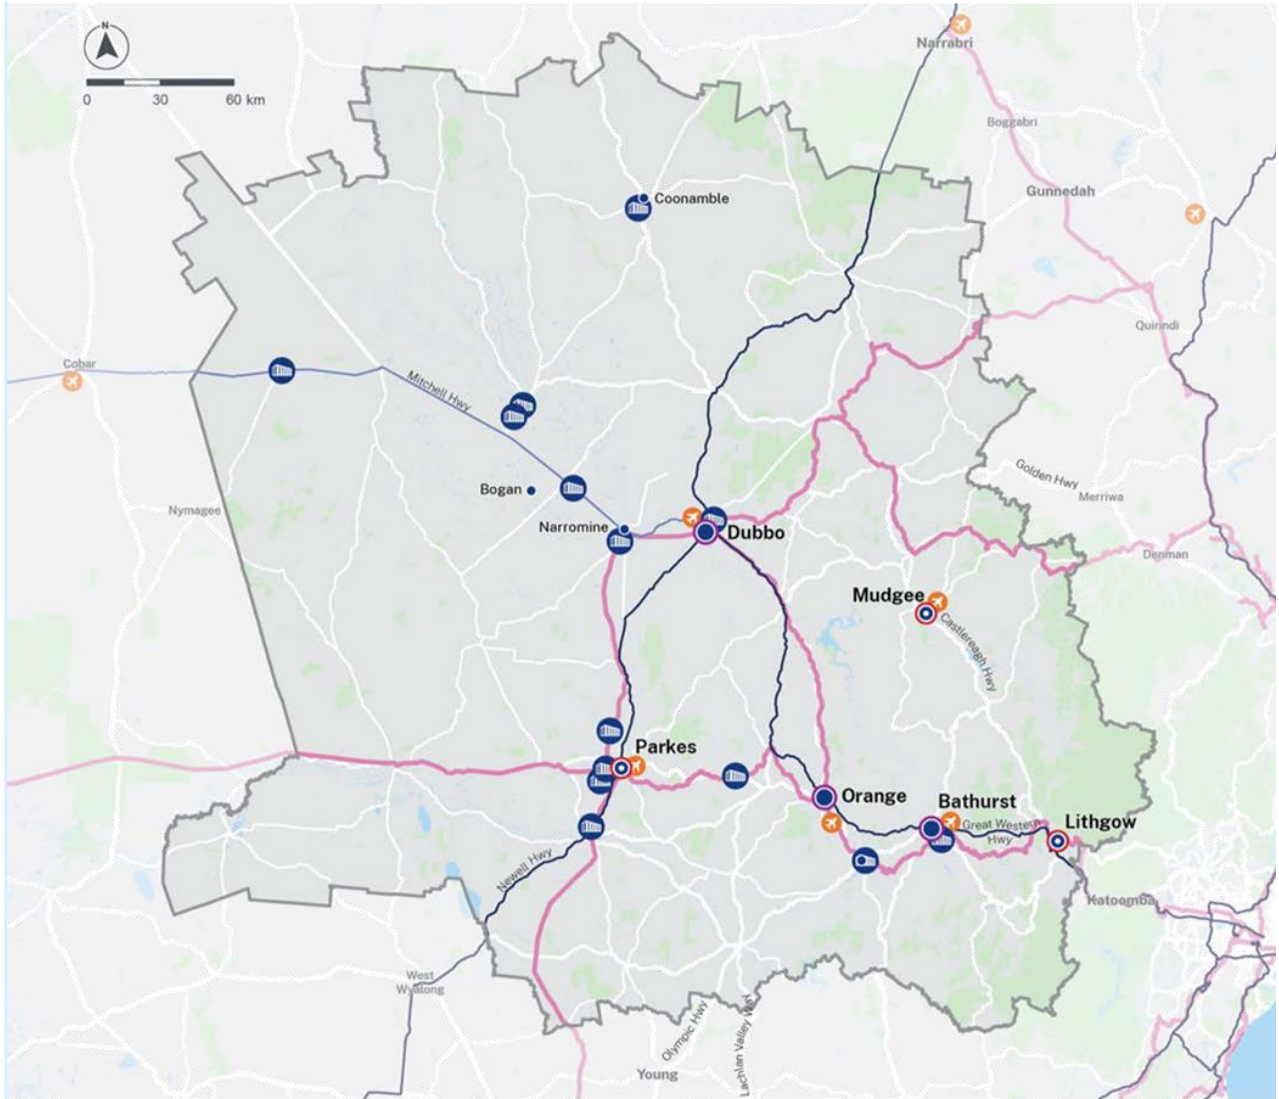 N
0 30 60 km
Narrabri
Boggabri
Gunnedah
Coonamble
Quirindi
Cobar
Mitchell Hwy
Golden Hwy
Merriwa
Bogan
Nymagee
Narromine
Dubbo
Denman
Mudgee
Castlereagh Hwy
Parkes
Orange
Bathurst
Great Western
Hwy
Lithgow
Newell Hwy
Katoomba
West
Wyalong
Olympic Hwy
Lachlan Valley Way
Young